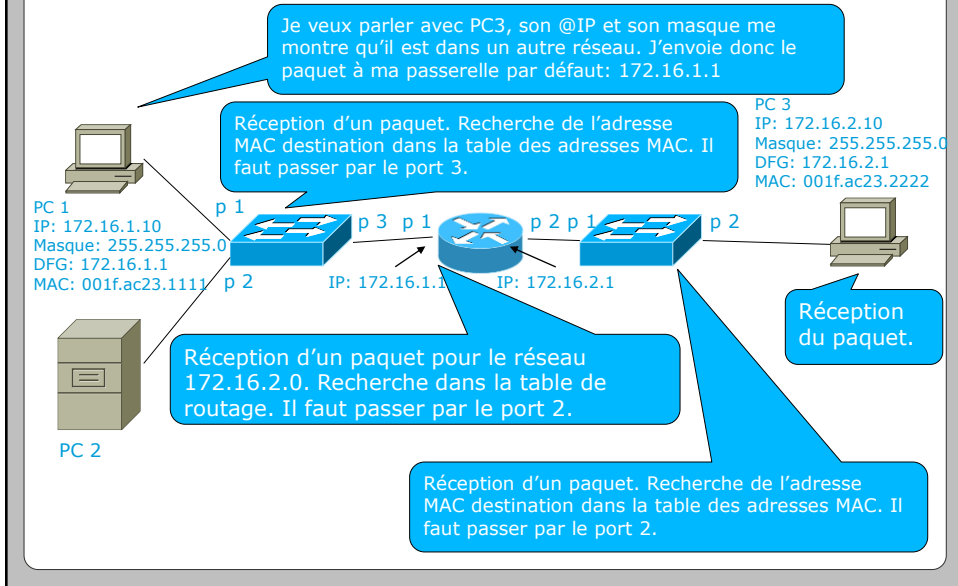 Je veux parler avec PC3, son @IP et son masque me
montre qu'il est dans un autre réseau. J'envoie donc le
paquet à ma passerelle par défaut: 172.16.1.1
Réception d'un paquet. Recherche de l'adresse
MAC destination dans la table des adresses MAC. Il
faut passer par le port 3.
PC 3
IP: 172.16.2.10
Masque: 255.255.255.0
DFG: 172.16.2.1
MAC: 001f.ac23.2222
PC 1
IP: 172.16.1.10
Masque: 255.255.255.0
DFG: 172.16.1.1
MAC: 001f.ac23.1111
p 1
p 2
p 3
p 1
p 2
p 1
p 2
IP: 172.16.1.1
IP: 172.16.2.1
Réception
du paquet.
Réception d'un paquet pour le réseau
172.16.2.0. Recherche dans la table de
routage. Il faut passer par le port 2.
PC 2
Réception d'un paquet. Recherche de l'adresse
MAC destination dans la table des adresses MAC. Il
faut passer par le port 2.